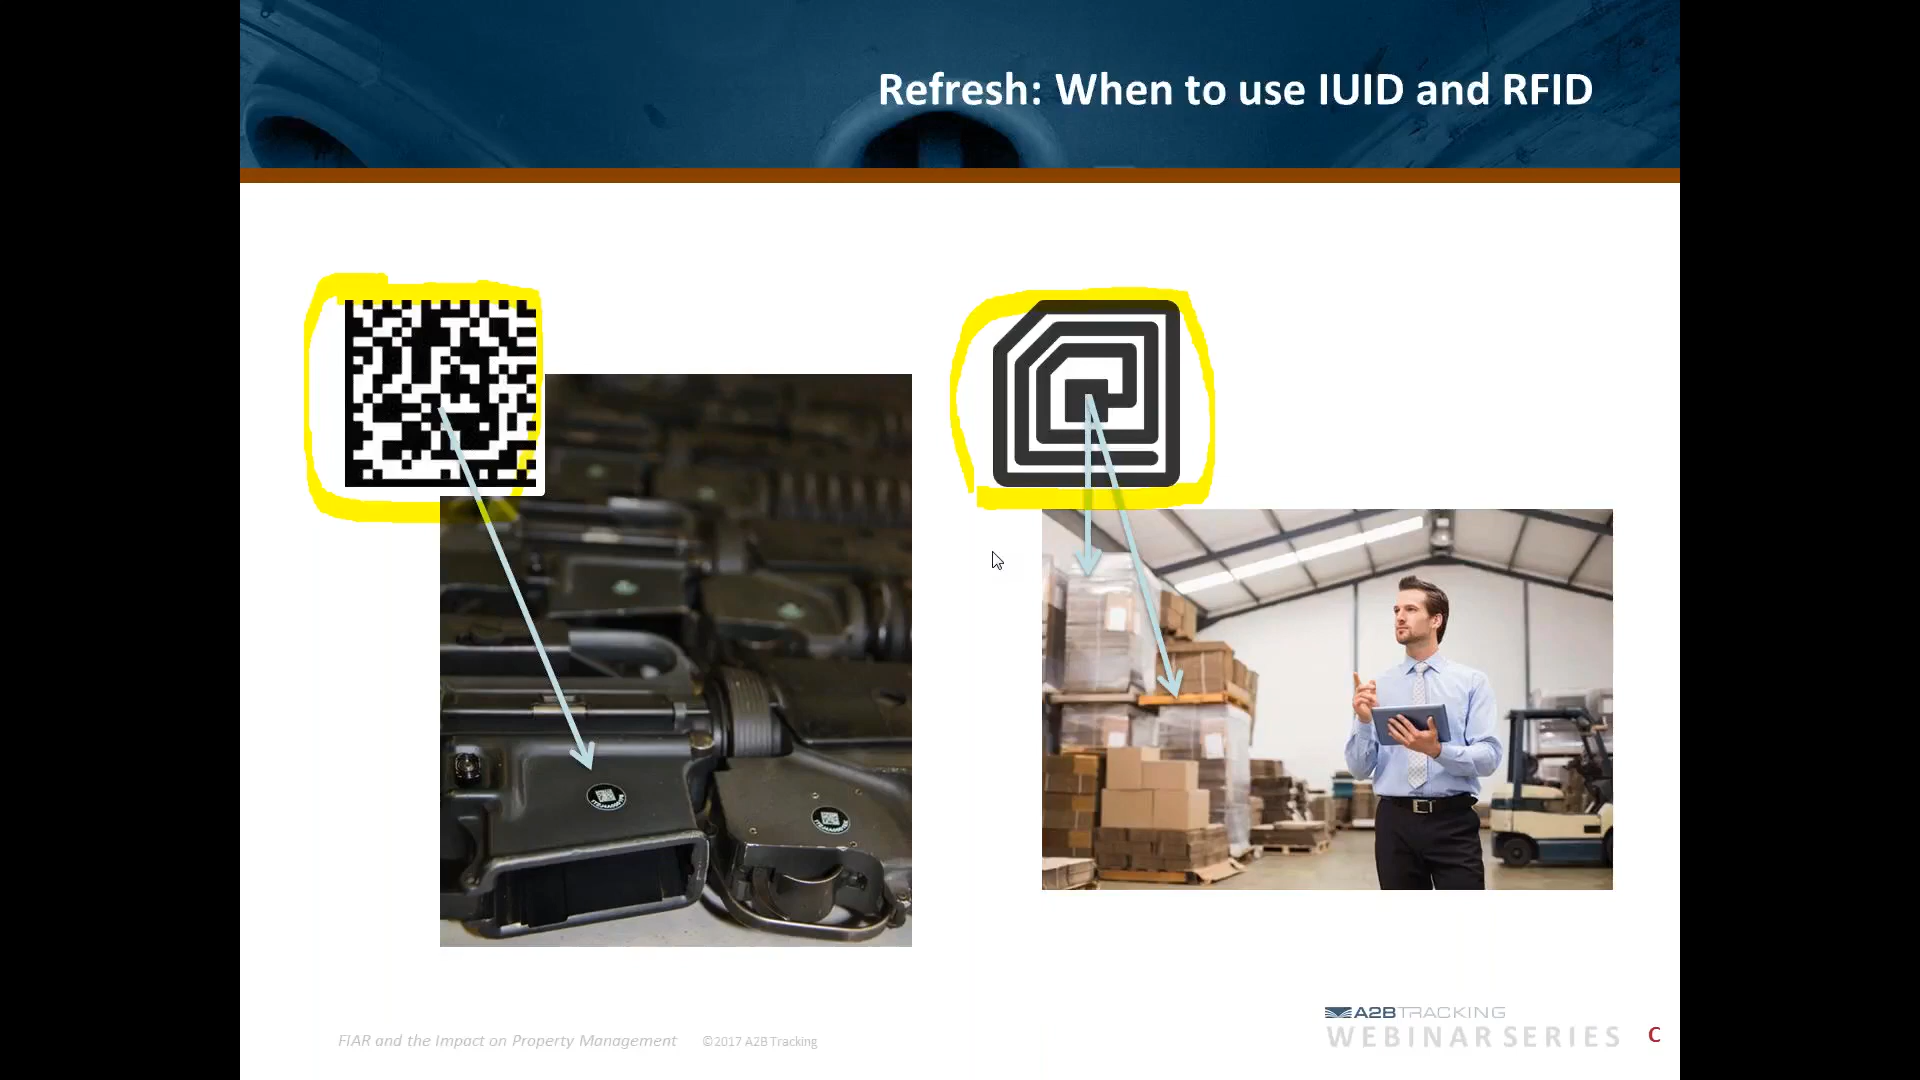 Refresh: When to use IUID and RFID
FIAR and the Impact on Property Management ©2017 A2B Tracking
A2BTRACKING
WEBINAR SERIES C